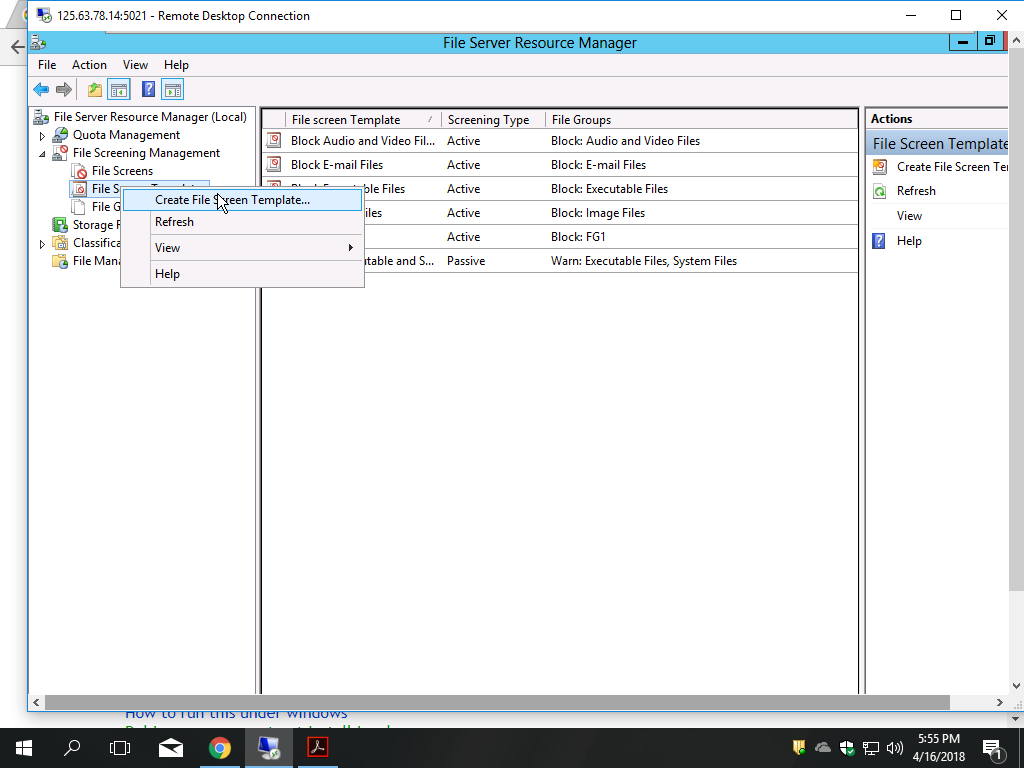 125.63.78.14:5021 - Remote Desktop Connection
File Server Resource Manager
File Action View Help
File Server Resource Manager (Local)
Quota Management
File Screening Management
File Screens
File S
File G
Storage R
Classifica
File Mana
Create File Screen Template...
Refresh
View
Help
File screen Template Screening Type File Groups
Block Audio and Video Fil... Active Block: Audio and Video Files
Block E-mail Files Active Block: E-mail Files
Block Executable Files Active Block: Executable Files
iles Active Block: Image Files
Active Block: FG1
table and S... Passive Warn: Executable Files, System Files
Actions
File Screen Template
Create File Screen Te
Refresh
View
Help
How to run this under windows
5:55 PM
4/16/2018
1